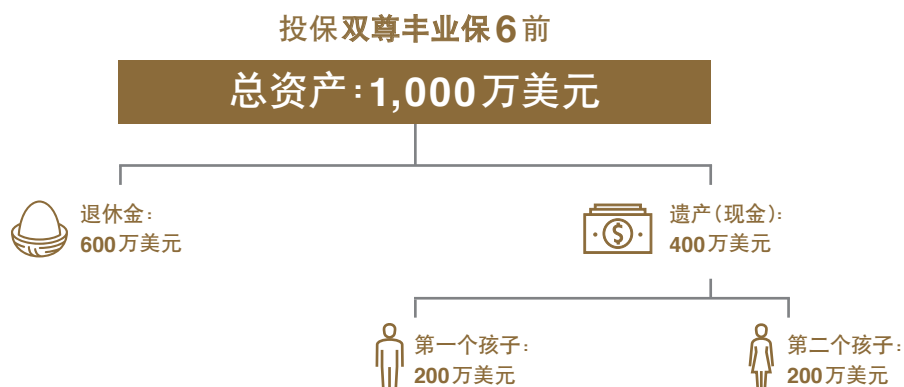 投保双尊丰业保6前
总资产:1,000万美元
退休金:
600万美元
遗产(现金):
400万美元
第一个孩子:
200万美元
第二个孩子:
200万美元